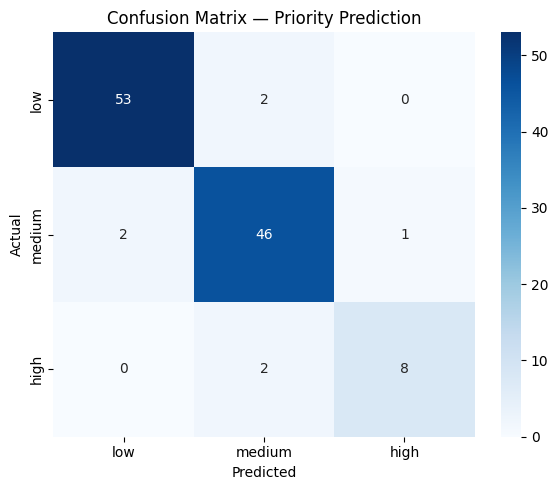 Confusion Matrix — Priority Prediction
low
53
2
0
medium
2
46
1
high
0
2
8
Actual
low
medium
high
Predicted
50
40
30
20
10
0